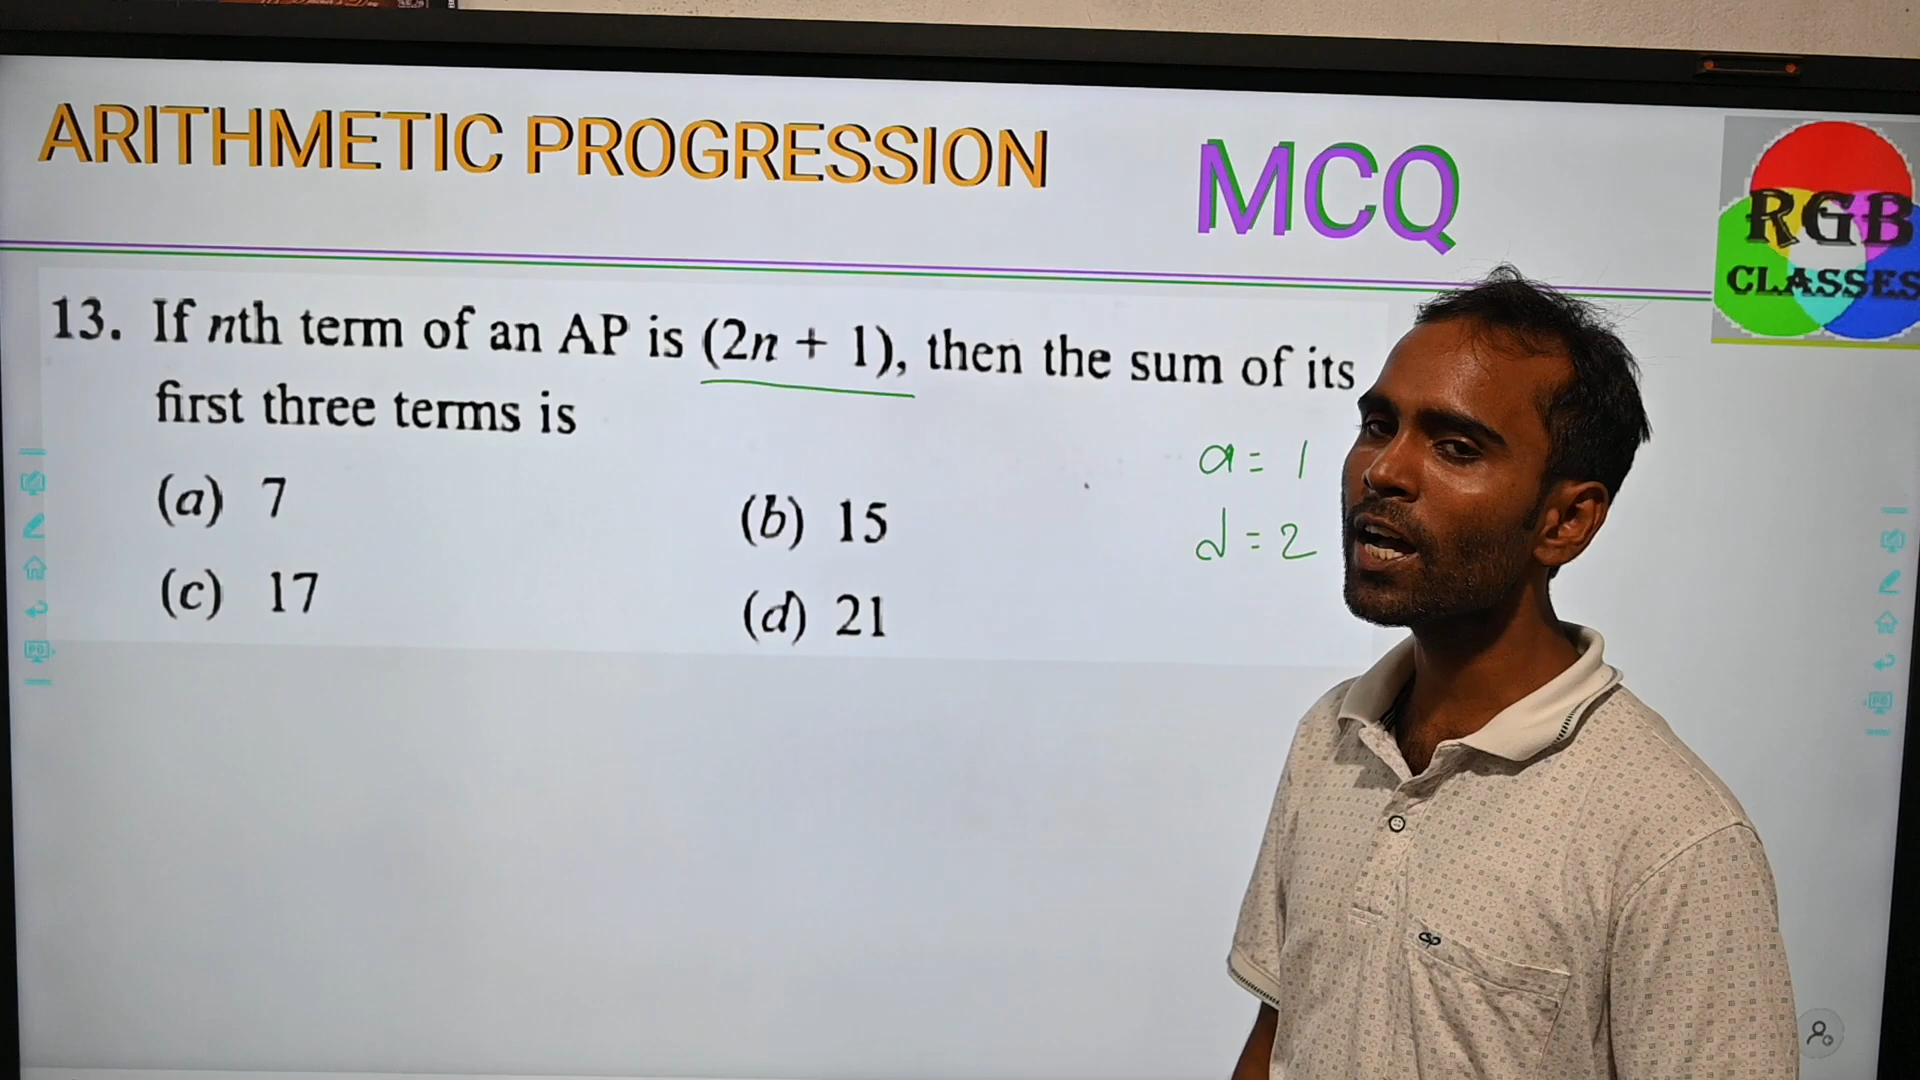 ARITHMETIC PROGRESSION MCQ
RGB
CLASSES
13. If nth term of an AP is (2n + 1), then the sum of its
first three terms is
a = 1
(a) 7 (b) 15
d = 2
(c) 17 (d) 21